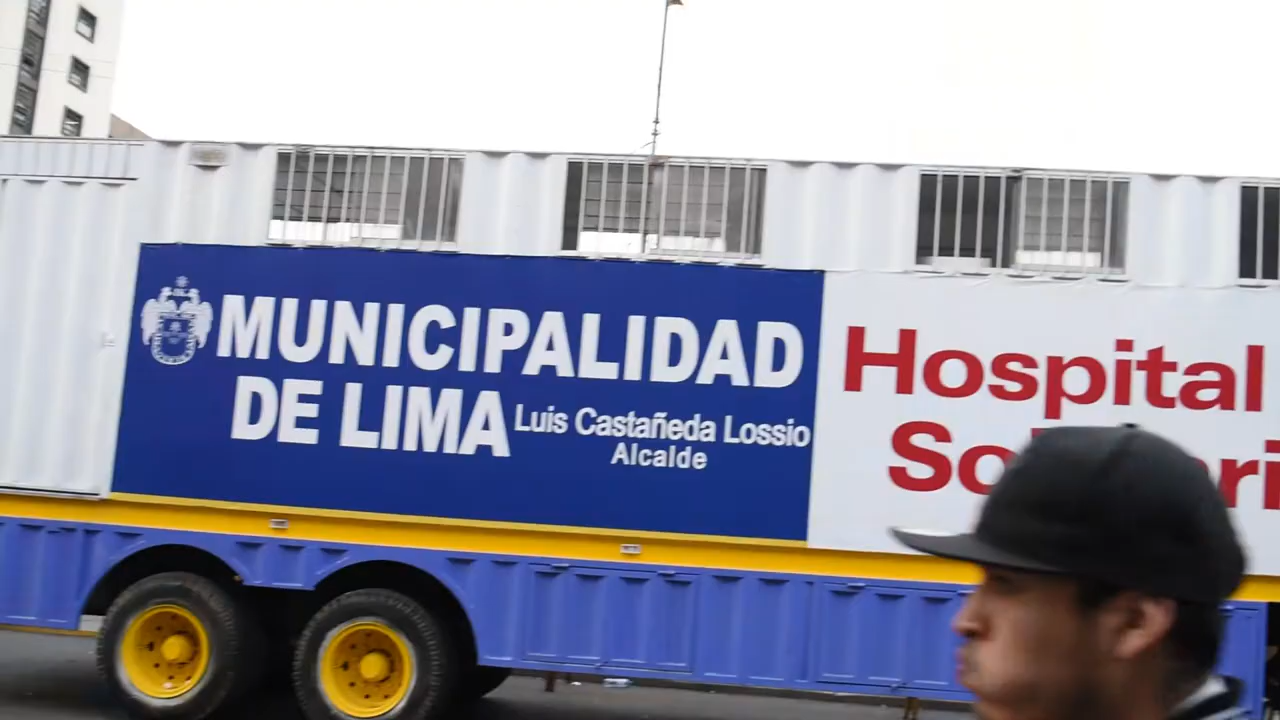 MUNICIPALIDAD
DE LIMA
Luis Castañeda Lossio
Alcalde
Hospital